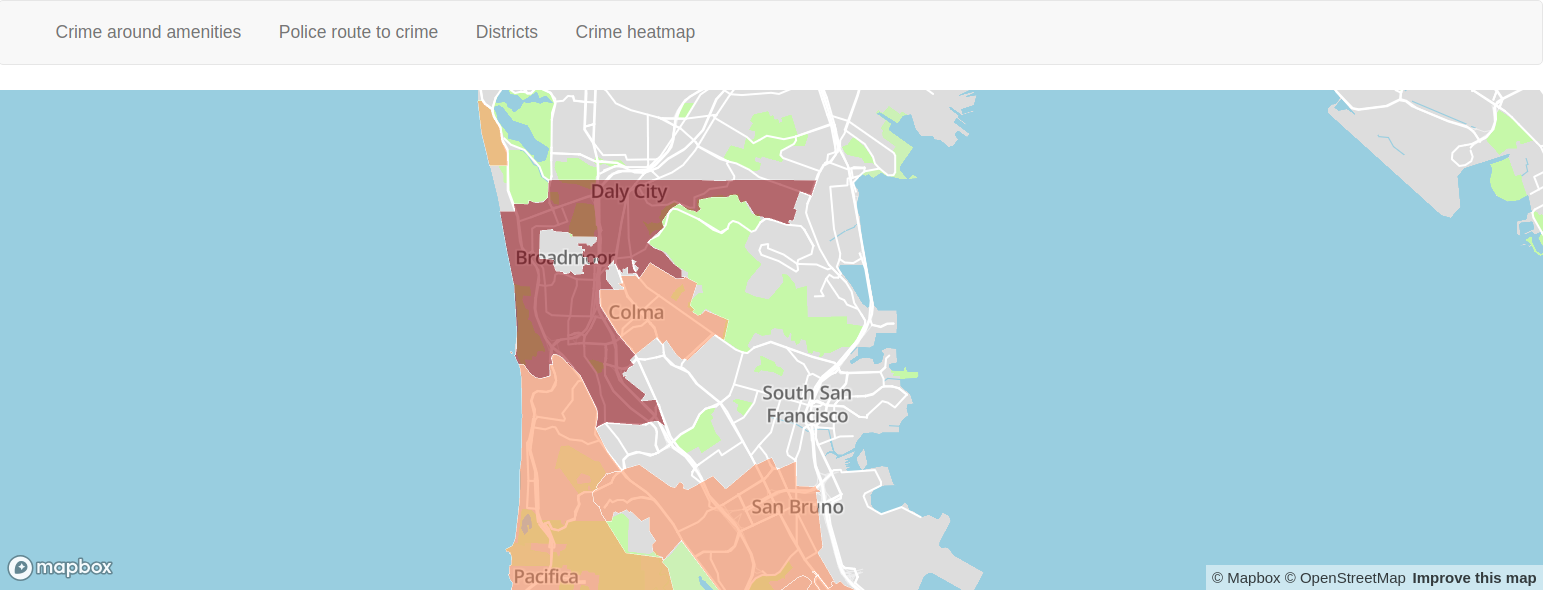 Crime around amenities Police route to crime Districts Crime heatmap
Daly City
Broadmoor
Colma
South San
Francisco
San Bruno
Pacifica
mapbox
© Mapbox © OpenStreetMap Improve this map